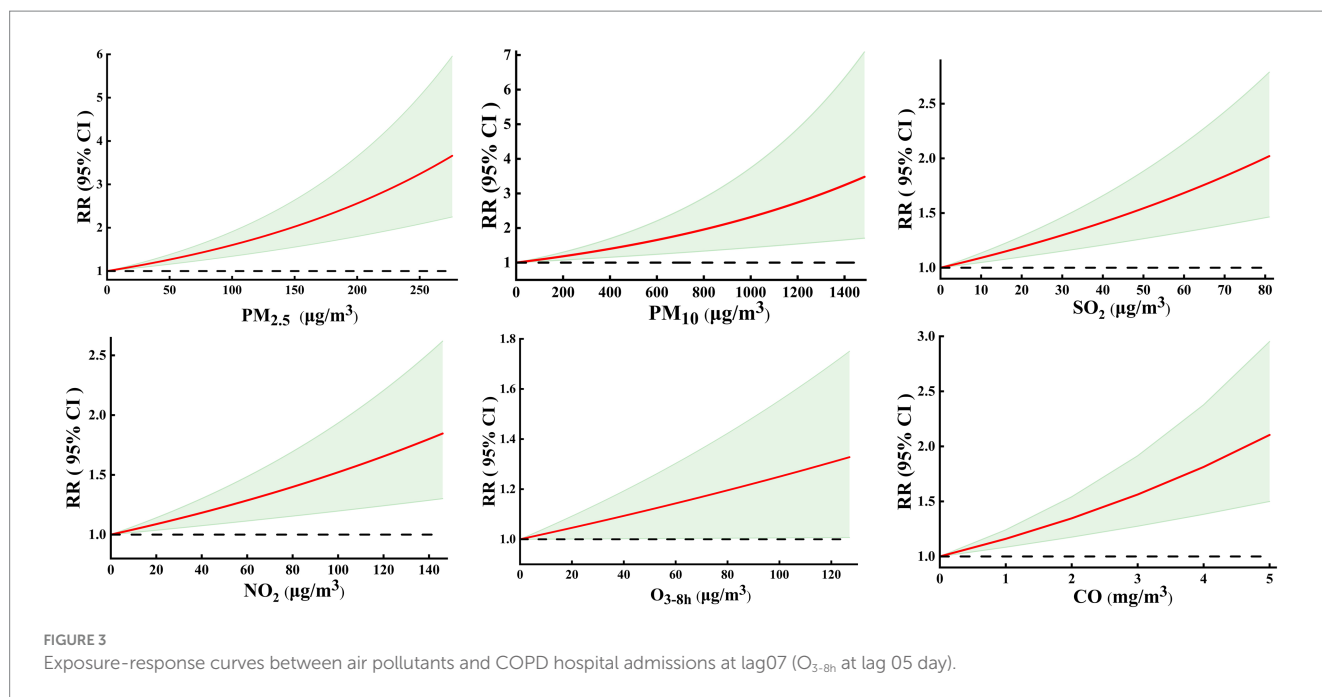 RR (95% CI )
6
5
4
3
2
1
0 50 100 150 200 250
PM2.5 (μg/m³)
RR (95% CI )
7
6
5
4
3
2
1
0 200 400 600 800 1000 1200 1400
PM10 (μg/m³)
RR ( 95% CI )
2.5
2.0
1.5
1.0
0 10 20 30 40 50 60 70 80
SO2 (μg/m³)
RR ( 95% CI )
2.5
2.0
1.5
1.0
0 20 40 60 80 100 120 140
NO2 (μg/m³)
RR ( 95% CI )
1.8
1.6
1.4
1.2
1.0
0 20 40 60 80 100 120
O3-8h (μg/m³)
RR (95% CI )
3.0
2.5
2.0
1.5
1.0
0 1 2 3 4 5
CO (mg/m³)
FIGURE 3
Exposure-response curves between air pollutants and COPD hospital admissions at lag07 (O3-8h at lag 05 day).